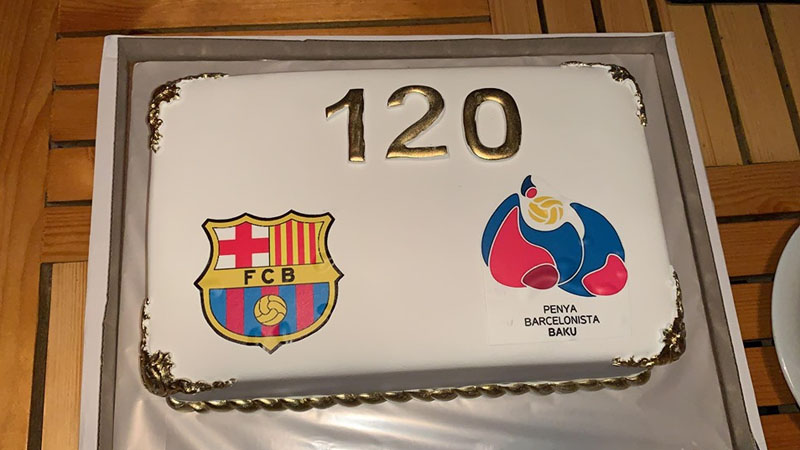 120
FCB
PENYA
BARCELONISTA
BAKU